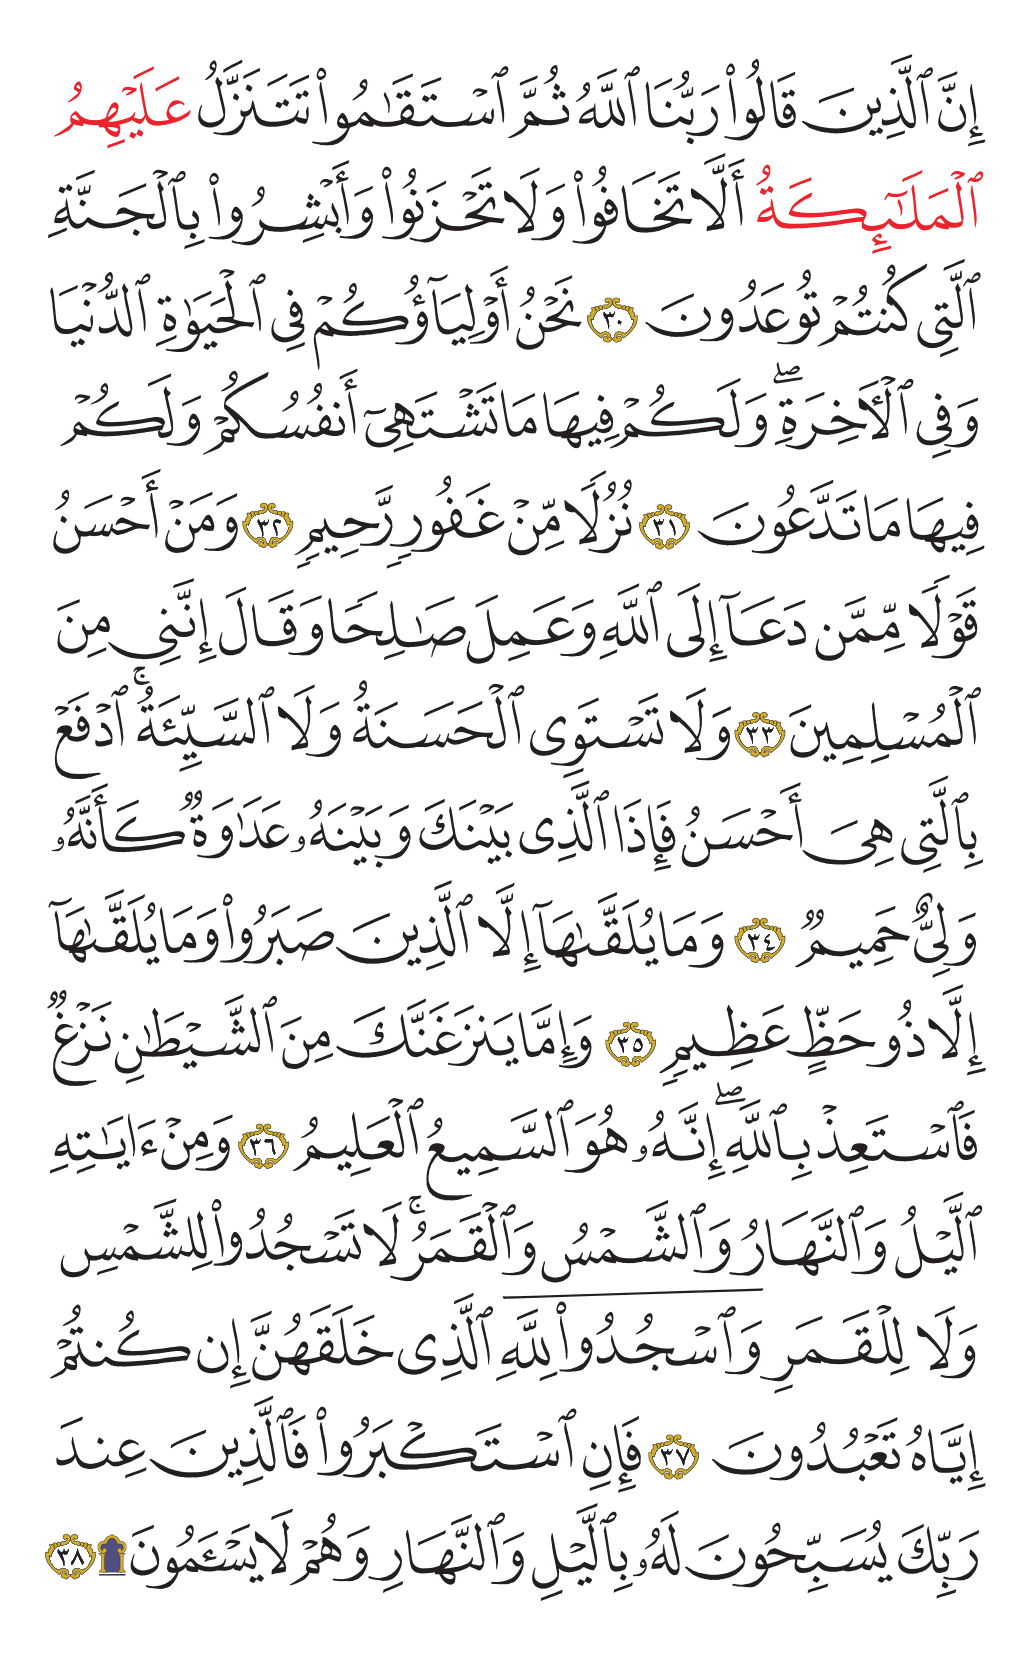 إِنَّ ٱلَّذِينَ قَالُوا۟ رَبُّنَا ٱللَّهُ ثُمَّ ٱسْتَقَٰمُوا۟ تَتَنَزَّلُ عَلَيْهِمُ
ٱلْمَلَٰٓئِكَةُ أَلَّا تَخَافُوا۟ وَلَا تَحْزَنُوا۟ وَأَبْشِرُوا۟ بِٱلْجَنَّةِ
ٱلَّتِى كُنتُمْ تُوعَدُونَ ٣٠ نَحْنُ أَوْلِيَآؤُكُمْ فِى ٱلْحَيَوٰةِ ٱلدُّنْيَا
وَفِى ٱلْـَٔاخِرَةِ ۖ وَلَكُمْ فِيهَا مَا تَشْتَهِىٓ أَنفُسُكُمْ وَلَكُمْ
فِيهَا مَا تَدَّعُونَ ٣١ نُزُلًا مِّنْ غَفُورٍ رَّحِيمٍ ٣٢ وَمَنْ أَحْسَنُ
قَوْلًا مِّمَّن دَعَآ إِلَى ٱللَّهِ وَعَمِلَ صَٰلِحًا وَقَالَ إِنَّنِى مِنَ
ٱلْمُسْلِمِينَ ٣٣ وَلَا تَسْتَوِى ٱلْحَسَنَةُ وَلَا ٱلسَّيِّئَةُ ۚ ٱدْفَعْ
بِٱلَّتِى هِىَ أَحْسَنُ فَإِذَا ٱلَّذِى بَيْنَكَ وَبَيْنَهُۥ عَدَٰوَةٌ كَأَنَّهُۥ
وَلِىٌّ حَمِيمٌ ٣٤ وَمَا يُلَقَّىٰهَآ إِلَّا ٱلَّذِينَ صَبَرُوا۟ وَمَا يُلَقَّىٰهَآ
إِلَّا ذُو حَظٍّ عَظِيمٍ ٣٥ وَإِمَّا يَنزَغَنَّكَ مِنَ ٱلشَّيْطَٰنِ نَزْغٌ
فَٱسْتَعِذْ بِٱللَّهِ ۖ إِنَّهُۥ هُوَ ٱلسَّمِيعُ ٱلْعَلِيمُ ٣٦ وَمِنْ ءَايَٰتِهِ
ٱلَّيْلُ وَٱلنَّهَارُ وَٱلشَّمْسُ وَٱلْقَمَرُ ۚ لَا تَسْجُدُوا۟ لِلشَّمْسِ
وَلَا لِلْقَمَرِ وَٱسْجُدُوا۟ لِلَّهِ ٱلَّذِى خَلَقَهُنَّ إِن كُنتُمْ
إِيَّاهُ تَعْبُدُونَ ٣٧ فَإِنِ ٱسْتَكْبَرُوا۟ فَٱلَّذِينَ عِندَ
رَبِّكَ يُسَبِّحُونَ لَهُۥ بِٱلَّيْلِ وَٱلنَّهَارِ وَهُمْ لَا يَسْـَٔمُونَ ۩ ٣٨